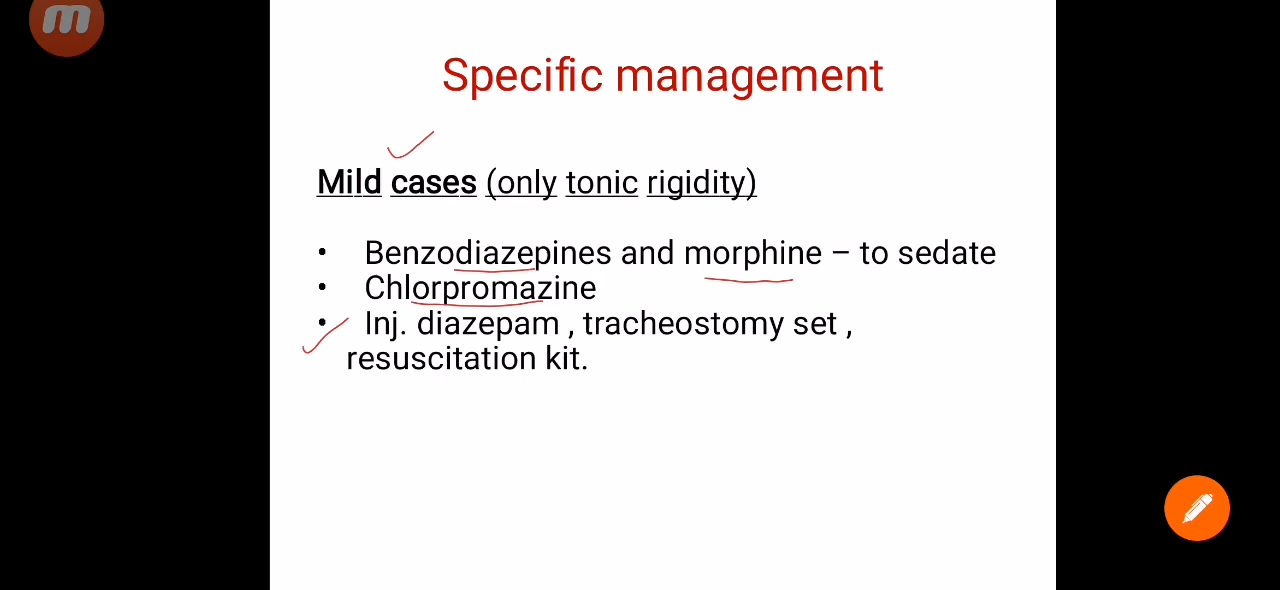 m
Specific management
Mild cases (only tonic rigidity)
• Benzodiazepines and morphine – to sedate
• Chlorpromazine
• Inj. diazepam , tracheostomy set ,
resuscitation kit.